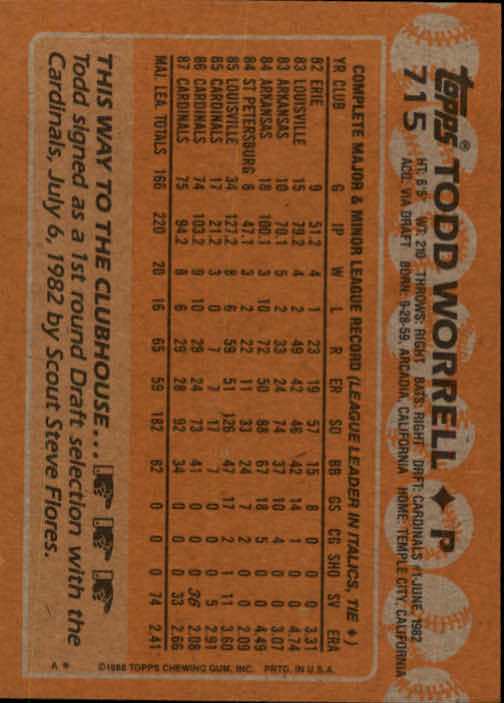 topps® TODD WORRELL ♦ P
715 HT: 6'5" WT: 210 THROWS: RIGHT BATS: RIGHT DRAFT: CARDINALS #1-JUNE, 1982
ACQ: VIA DRAFT BORN: 9-28-59, ARCADIA, CALIFORNIA HOME: TEMPLE CITY, CALIFORNIA
COMPLETE MAJOR & MINOR LEAGUE RECORD (LEAGUE LEADER IN ITALICS, TIE ♦)
YR CLUB G IP W L R ER SO BB GS CG SHO SV ERA
82 ERIE 9 51.2 4 1 23 19 57 15 8 0 0 0 3.31
83 LOUISVILLE 15 79.2 4 2 49 42 46 42 14 1 0 0 4.74
83 ARKANSAS 10 70.1 5 2 33 24 74 37 10 4 0 0 3.07
84 ARKANSAS 18 100.1 3 10 72 50 88 67 18 5 0 0 4.49
84 ST PETERSBURG 8 47.1 3 2 22 11 33 24 7 2 0 0 2.09
85 LOUISVILLE 34 127.2 8 6 59 51 126 47 17 2 1 11 3.60
85 CARDINALS 17 21.2 3 0 7 7 17 7 0 0 0 5 2.91
86 CARDINALS 74 103.2 9 10 29 24 73 41 0 0 0 36 2.08
87 CARDINALS 75 94.2 8 6 29 28 92 34 0 0 0 33 2.66
MAJ. LEA. TOTALS 166 220 20 16 65 59 182 82 0 0 0 74 2.41
THIS WAY TO THE CLUBHOUSE...
Todd signed as a 1st round Draft selection with the
Cardinals, July 6, 1982 by Scout Steve Flores.
©1988 TOPPS CHEWING GUM, INC. PRTD. IN U.S.A.
A *